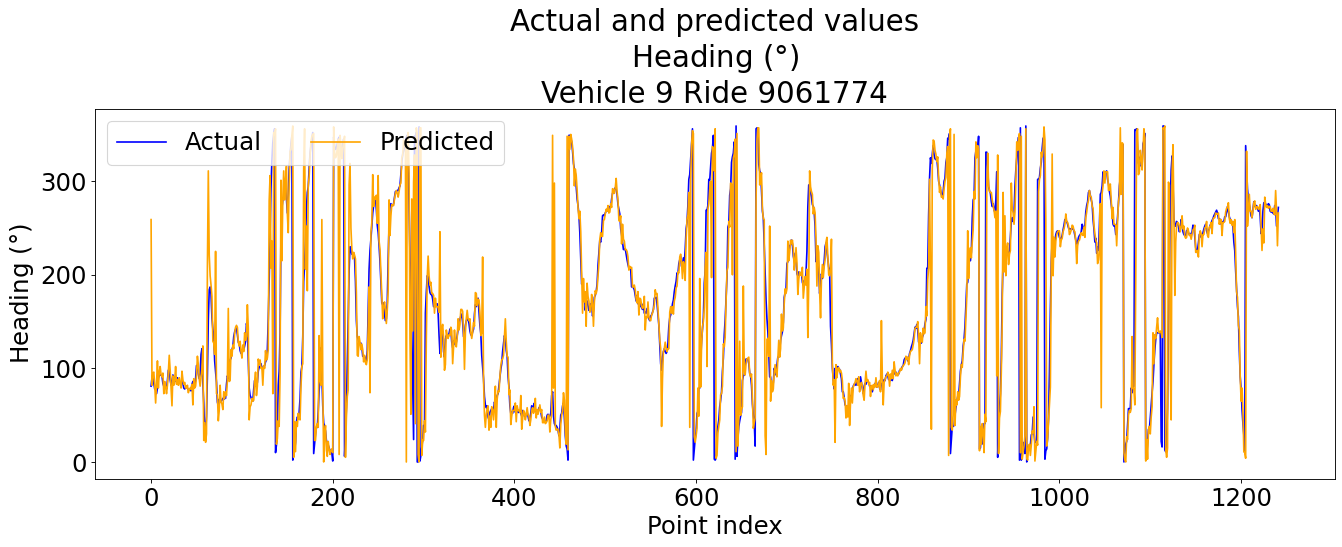 Actual and predicted values
Heading (°)
Vehicle 9 Ride 9061774
Actual
Predicted
Heading (°)
300
200
100
0
0
200
400
600
800
1000
1200
Point index